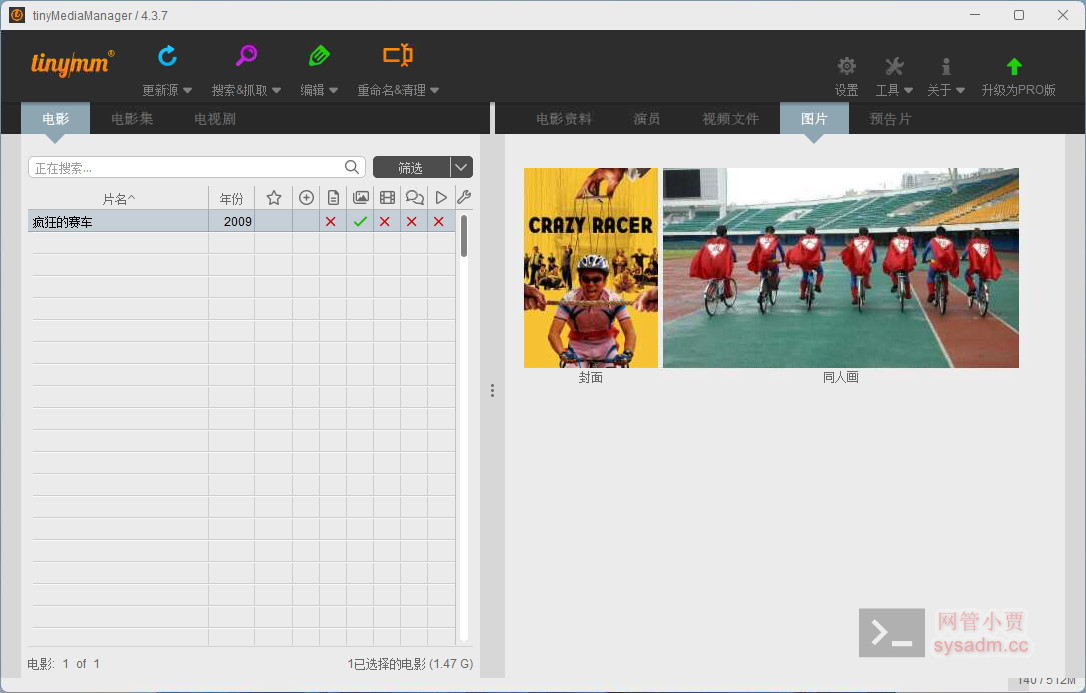 tinyMediaManager / 4.3.7
tinymm®
更新源
搜索&抓取
编辑
重命名&清理
设置
工具
关于
升级为PRO版
电影
电影集
电视剧
电影资料
演员
视频文件
图片
预告片
正在搜索...
筛选
片名^
年份
疯狂的赛车
2009
CRAZY RACER
封面
同人画
电影: 1 of 1
1已选择的电影 (1.47 G)
网管小贾
sysadm.cc
140 / 512M